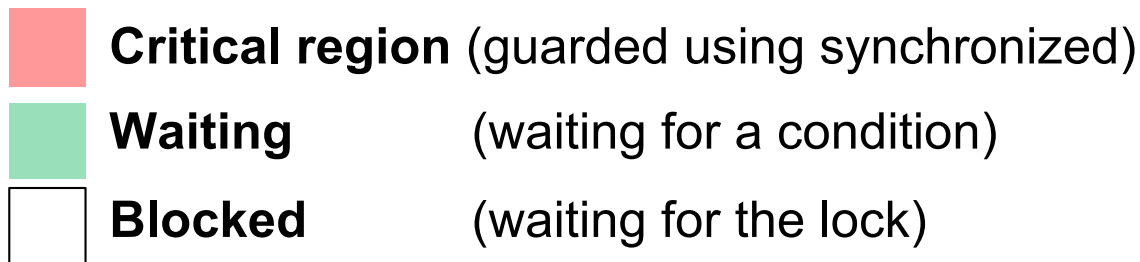 Critical region (guarded using synchronized)
Waiting (waiting for a condition)
Blocked (waiting for the lock)